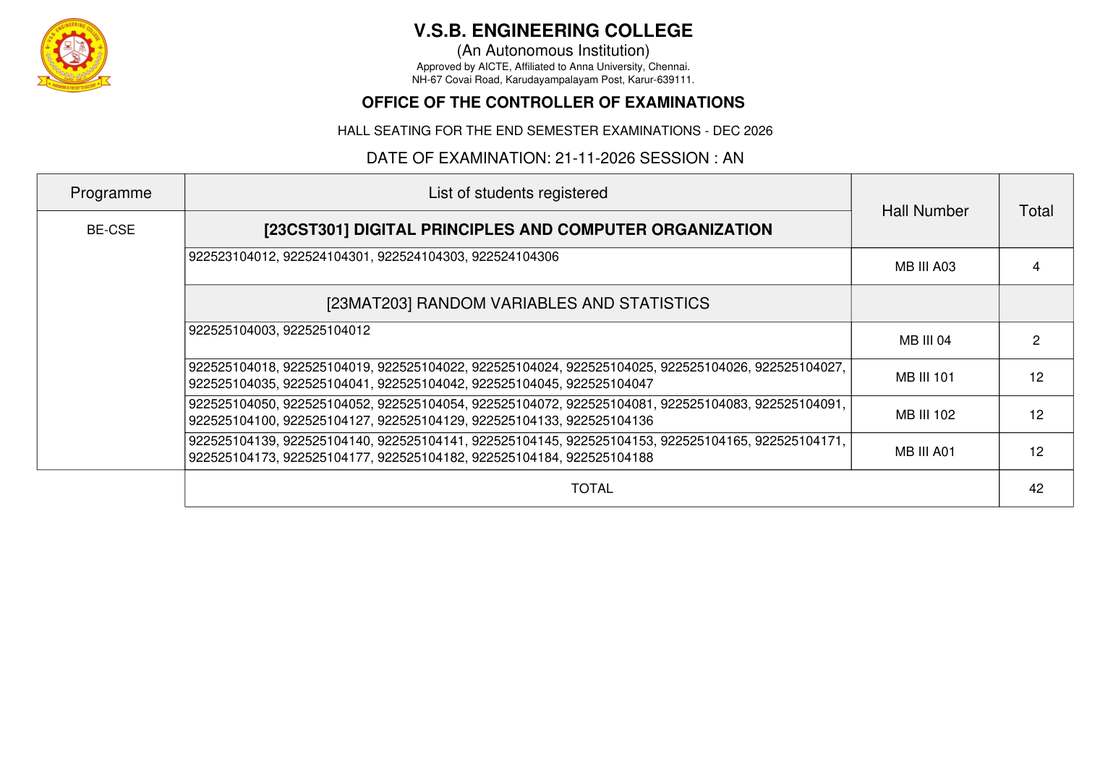 V.S.B. ENGINEERING COLLEGE
(An Autonomous Institution)
Approved by AICTE, Affiliated to Anna University, Chennai.
NH-67 Covai Road, Karudayampalayam Post, Karur-639111.
OFFICE OF THE CONTROLLER OF EXAMINATIONS
HALL SEATING FOR THE END SEMESTER EXAMINATIONS - DEC 2026
DATE OF EXAMINATION: 21-11-2026 SESSION : AN
Programme
List of students registered
Hall Number
Total
BE-CSE
[23CST301] DIGITAL PRINCIPLES AND COMPUTER ORGANIZATION
922523104012, 922524104301, 922524104303, 922524104306
MB III A03
4
[23MAT203] RANDOM VARIABLES AND STATISTICS
922525104003, 922525104012
MB III 04
2
922525104018, 922525104019, 922525104022, 922525104024, 922525104025, 922525104026, 922525104027,
922525104035, 922525104041, 922525104042, 922525104045, 922525104047
MB III 101
12
922525104050, 922525104052, 922525104054, 922525104072, 922525104081, 922525104083, 922525104091,
922525104100, 922525104127, 922525104129, 922525104133, 922525104136
MB III 102
12
922525104139, 922525104140, 922525104141, 922525104145, 922525104153, 922525104165, 922525104171,
922525104173, 922525104177, 922525104182, 922525104184, 922525104188
MB III A01
12
TOTAL
42